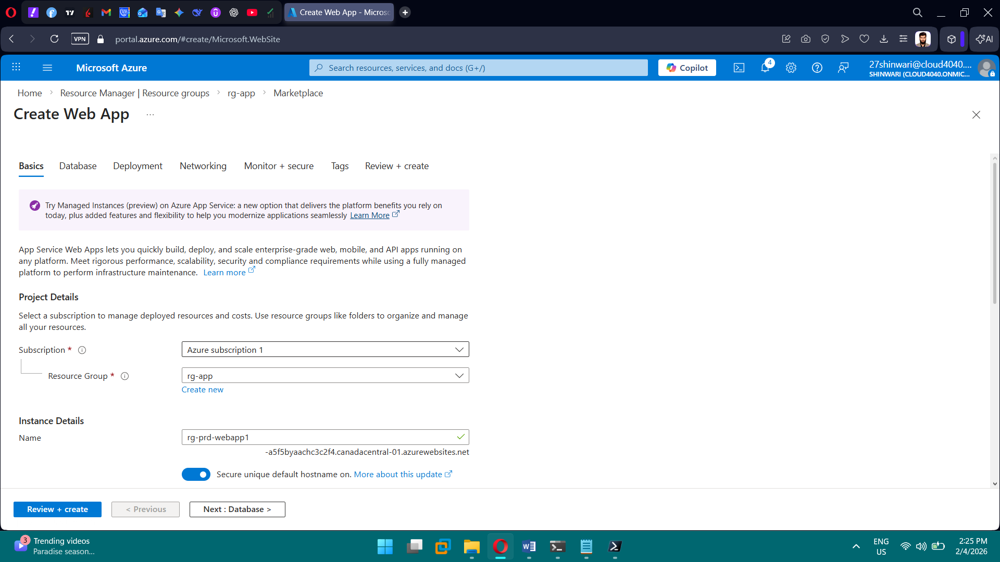 Create Web App - Microsc
VPN
portal.azure.com/#create/Microsoft.WebSite
AI
Microsoft Azure
Search resources, services, and docs (G+/)
Copilot
4
27shinwari@cloud4040....
SHINWARI (CLOUD4040.ONMIC...
Home > Resource Manager | Resource groups > rg-app > Marketplace
Create Web App ...
Basics Database Deployment Networking Monitor + secure Tags Review + create
Try Managed Instances (preview) on Azure App Service: a new option that delivers the platform benefits you rely on
today, plus added features and flexibility to help you modernize applications seamlessly Learn More
App Service Web Apps lets you quickly build, deploy, and scale enterprise-grade web, mobile, and API apps running on
any platform. Meet rigorous performance, scalability, security and compliance requirements while using a fully managed
platform to perform infrastructure maintenance. Learn more
Project Details
Select a subscription to manage deployed resources and costs. Use resource groups like folders to organize and manage
all your resources.
Subscription *
Azure subscription 1
Resource Group *
rg-app
Create new
Instance Details
Name
rg-prd-webapp1
-a5f5byaachc3c2f4.canadacentral-01.azurewebsites.net
Secure unique default hostname on. More about this update
Review + create
< Previous
Next : Database >
3
Trending videos
Paradise season...
ENG
US
2:25 PM
2/4/2026